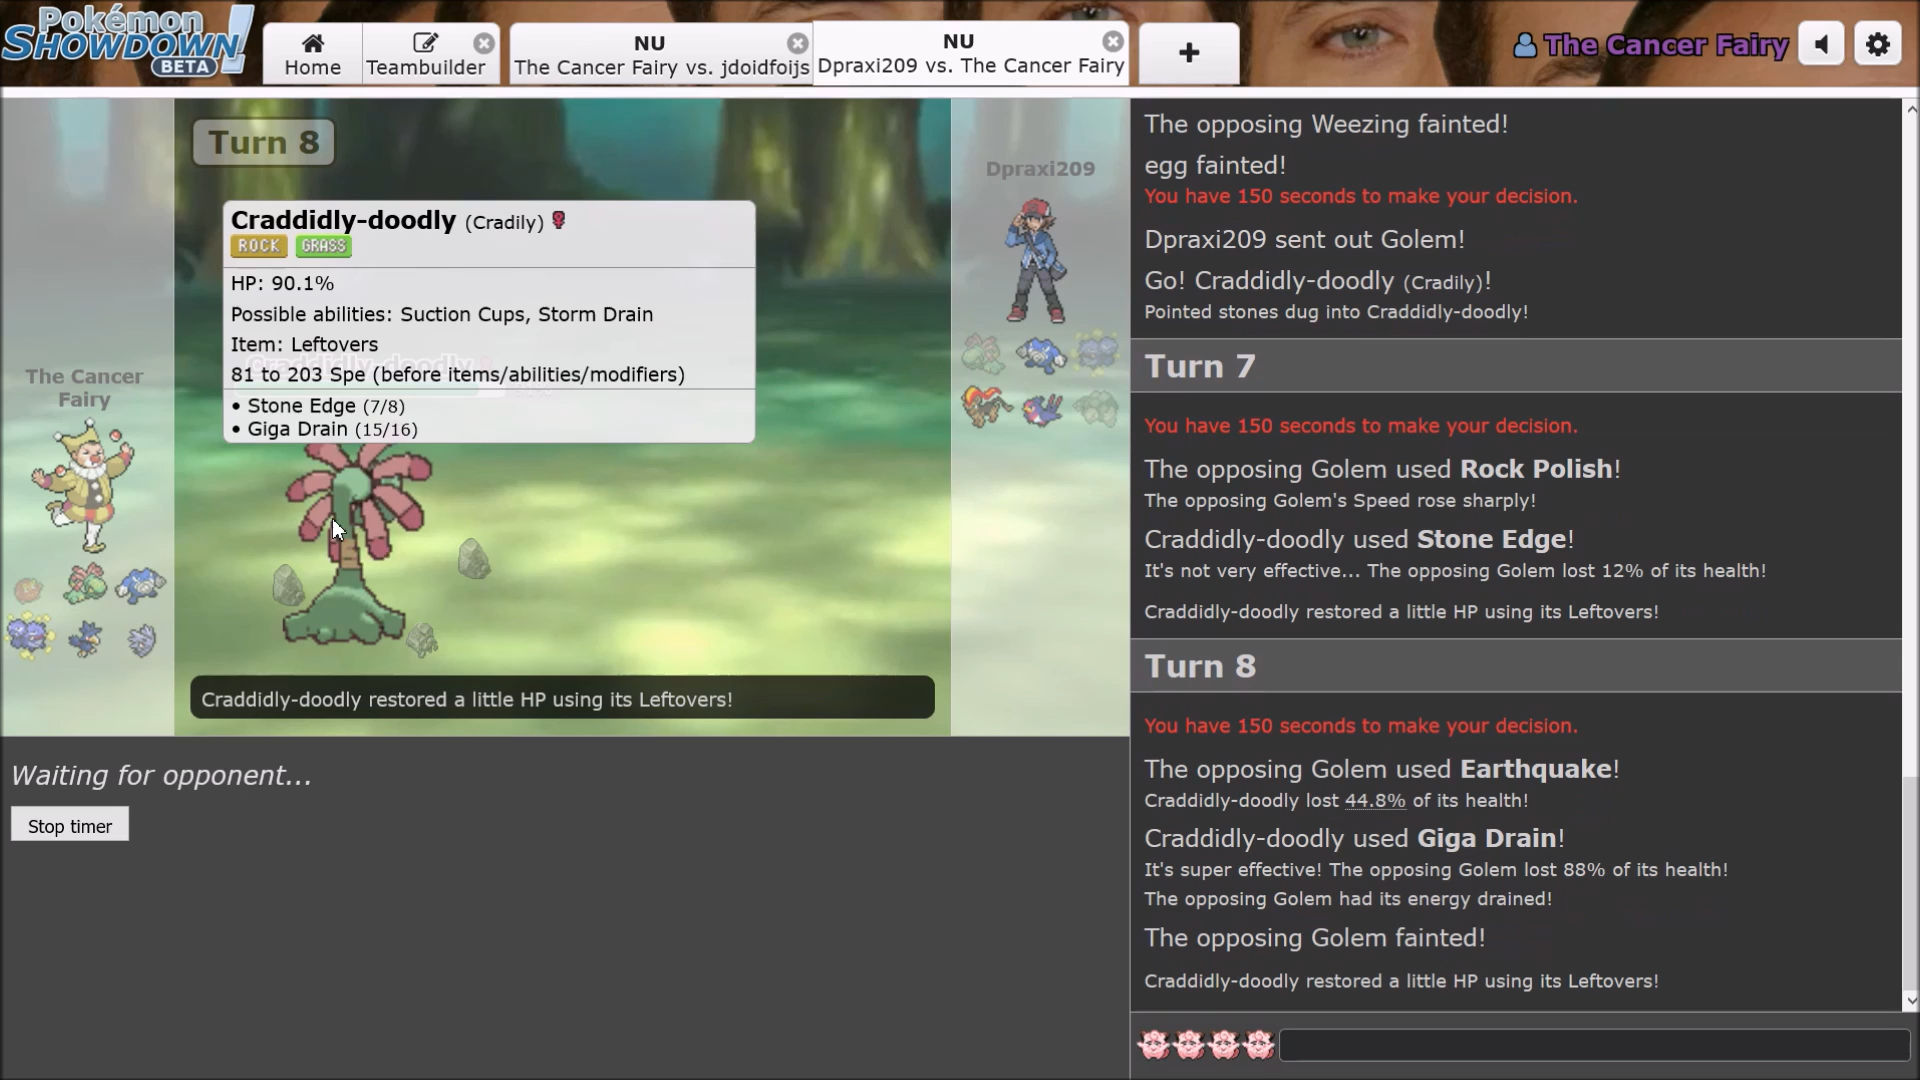 Pokémon
SHOWDOWN!
BETA
Home
Teambuilder
NU
The Cancer Fairy vs. jdoidfoijs
NU
Dpraxi209 vs. The Cancer Fairy
+
The Cancer Fairy
Turn 8
Craddidly-doodly (Cradily)
ROCK GRASS
HP: 90.1%
Possible abilities: Suction Cups, Storm Drain
Item: Leftovers
81 to 203 Spe (before items/abilities/modifiers)
• Stone Edge (7/8)
• Giga Drain (15/16)
The Cancer
Fairy
Dpraxi209
Craddidly-doodly restored a little HP using its Leftovers!
Waiting for opponent...
Stop timer
The opposing Weezing fainted!
egg fainted!
You have 150 seconds to make your decision.
Dpraxi209 sent out Golem!
Go! Craddidly-doodly (Cradily)!
Pointed stones dug into Craddidly-doodly!
Turn 7
You have 150 seconds to make your decision.
The opposing Golem used Rock Polish!
The opposing Golem's Speed rose sharply!
Craddidly-doodly used Stone Edge!
It's not very effective... The opposing Golem lost 12% of its health!
Craddidly-doodly restored a little HP using its Leftovers!
Turn 8
You have 150 seconds to make your decision.
The opposing Golem used Earthquake!
Craddidly-doodly lost 44.8% of its health!
Craddidly-doodly used Giga Drain!
It's super effective! The opposing Golem lost 88% of its health!
The opposing Golem had its energy drained!
The opposing Golem fainted!
Craddidly-doodly restored a little HP using its Leftovers!